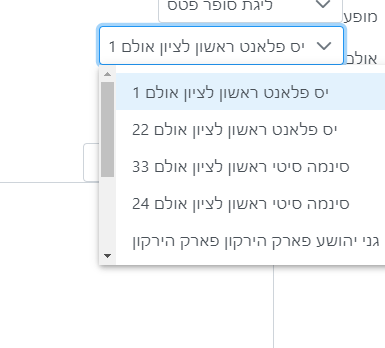 מופע
ליגת סופר פטס
אולם
יס פלאנט ראשון לציון אולם 1
יס פלאנט ראשון לציון אולם 1
יס פלאנט ראשון לציון אולם 22
סינמה סיטי ראשון לציון אולם 33
סינמה סיטי ראשון לציון אולם 24
גני יהושע פארק הירקון פארק הירקון